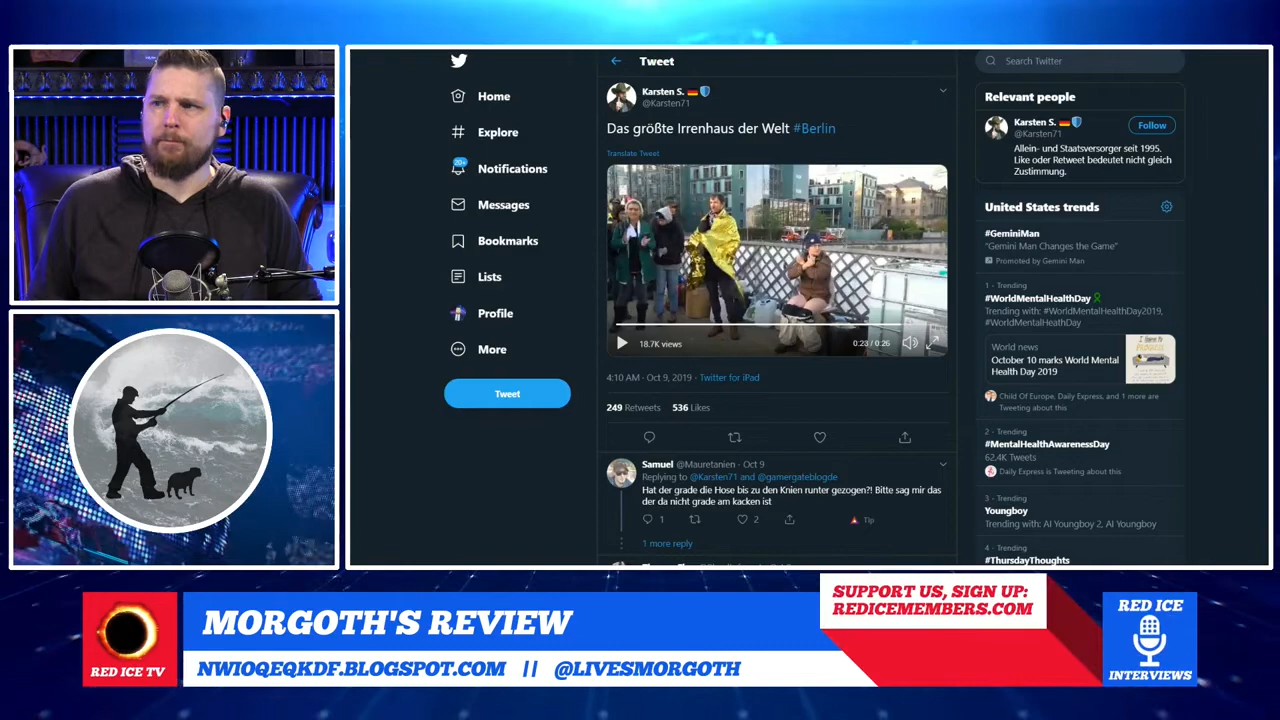 Tweet
Search Twitter
Home
Explore
20+
Notifications
Messages
Bookmarks
Lists
Profile
More
Tweet
Karsten S.
@Karsten71
Das größte Irrenhaus der Welt #Berlin
Translate Tweet
18.7K views
0:23 / 0:26
4:10 AM · Oct 9, 2019 · Twitter for iPad
249 Retweets 536 Likes
Samuel @Mauretanien · Oct 9
Replying to @Karsten71 and @gamergateblogde
Hat der grade die Hose bis zu den Knien runter gezogen?! Bitte sag mir das
der da nicht grade am kacken ist
1
2
Tip
1 more reply
Relevant people
Karsten S.
@Karsten71
Follow
Allein- und Staatsversorger seit 1995.
Like oder Retweet bedeutet nicht gleich
Zustimmung.
United States trends
#GeminiMan
"Gemini Man Changes the Game"
Promoted by Gemini Man
1 · Trending
#WorldMentalHealthDay
Trending with: #WorldMentalHealthDay2019,
#WorldMentalHeathDay
World news
October 10 marks World Mental
Health Day 2019
Child Of Europe, Daily Express, and 1 more are
Tweeting about this
2 · Trending
#MentalHealthAwarenessDay
62.4K Tweets
Daily Express is Tweeting about this
3 · Trending
Youngboy
Trending with: AI Youngboy 2, AI Youngboy
4 · Trending
#ThursdayThoughts
SUPPORT US, SIGN UP:
REDICEMEMBERS.COM
RED ICE TV
MORGOTH'S REVIEW
NWIOQEQKDF.BLOGSPOT.COM // @LIVESMORGOTH
RED ICE
INTERVIEWS